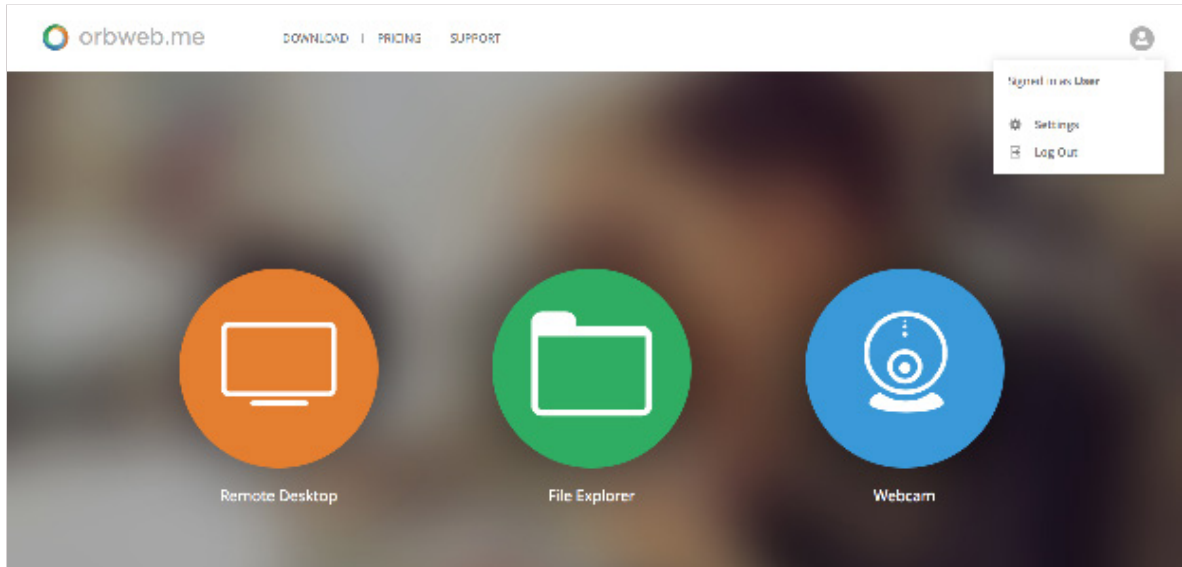 orbweb.me
DOWNLOAD | PRICING SUPPORT
Signed in as User
Settings
Log Out
Remote Desktop
File Explorer
Webcam